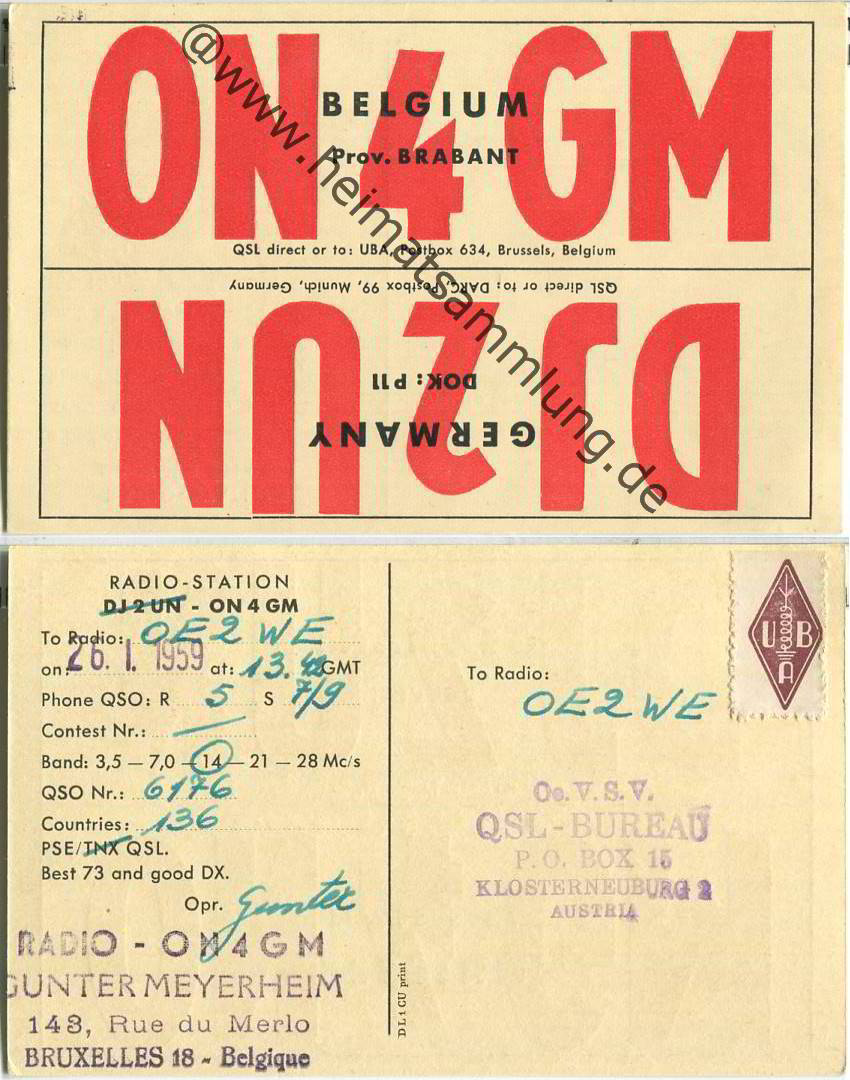 ON4GM
BELGIUM
Prov. BRABANT
QSL direct or to: UBA, Postbox 634, Brussels, Belgium
@www.heimatsammlung.de
DJ2UN
GERMANY
DOK: P11
QSL direct or to: DARC, Postbox 99, Munich, Germany
RADIO-STATION
DJ 2 UN - ON 4 GM
To Radio: OE2WE
on: 26. 1. 1959 at: 13.42 GMT
Phone QSO: R 5 S 7/9
Contest Nr.: —
Band: 3,5 — 7,0 — 14 — 21 — 28 Mc/s
QSO Nr.: 6176
Countries: 136
PSE/TNX QSL.
Best 73 and good DX.
Opr. Gunter
RADIO - ON4GM
GUNTER MEYERHEIM
143, Rue du Merlo
BRUXELLES 18 - Belgique
DL1CU print
UBA
To Radio:
OE2WE
Oe. V. S. V.
QSL-BUREAU
P.O. BOX 15
KLOSTERNEUBURG 2
AUSTRIA